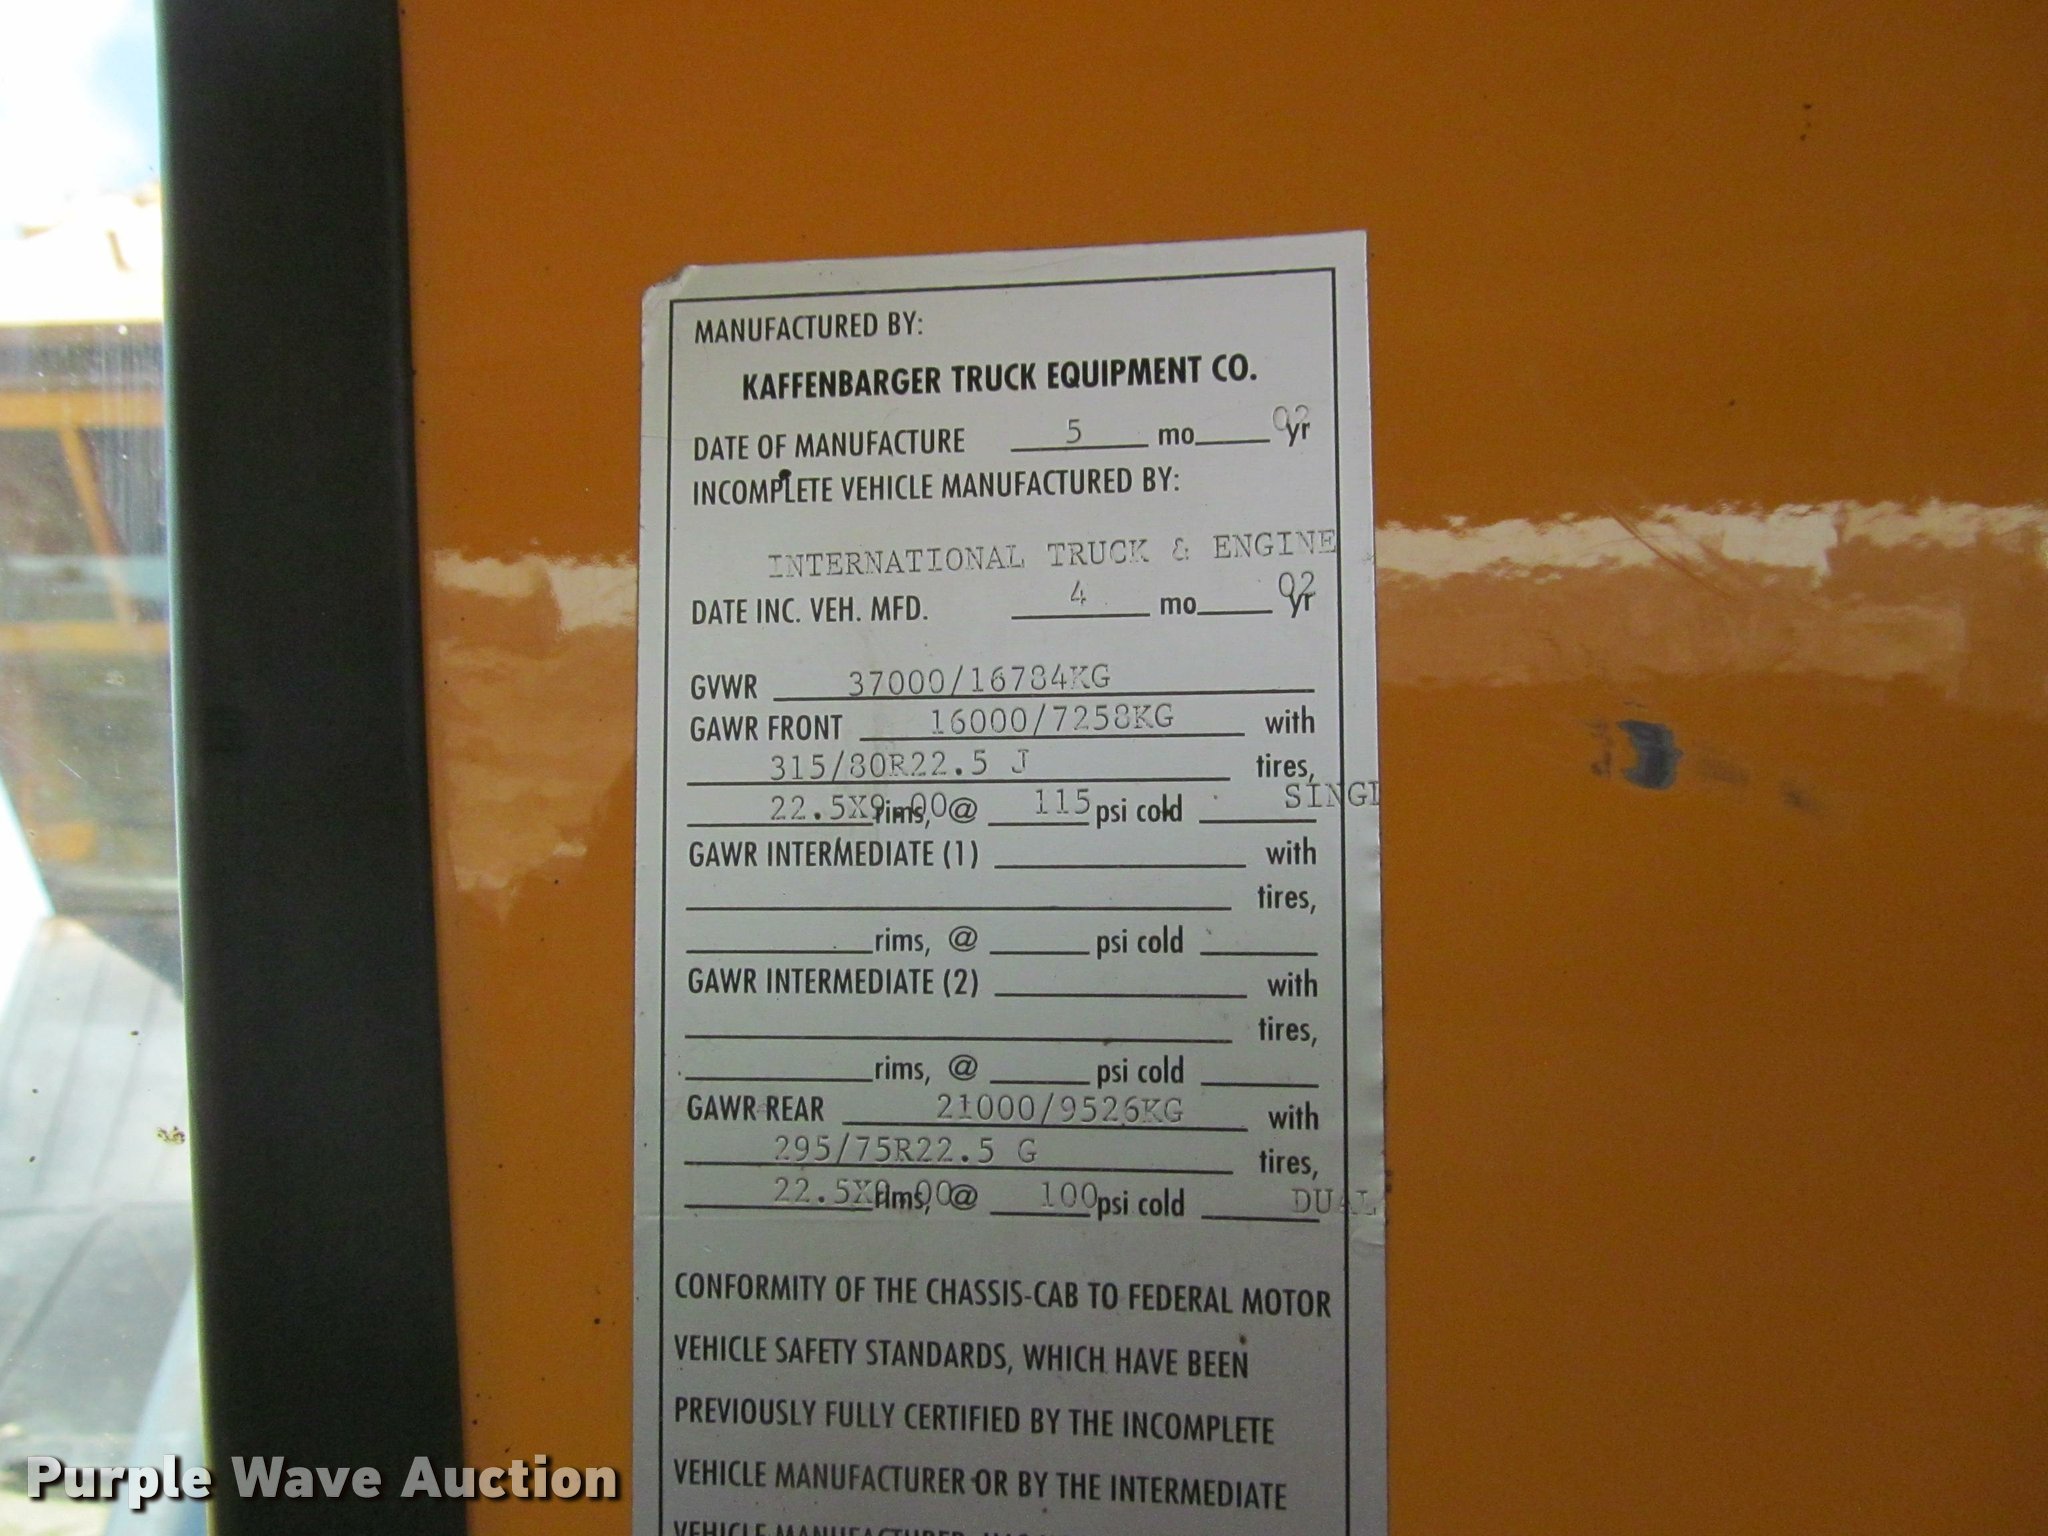 MANUFACTURED BY:
KAFFENBARGER TRUCK EQUIPMENT CO.
DATE OF MANUFACTURE 5 mo 02 yr
INCOMPLETE VEHICLE MANUFACTURED BY:
INTERNATIONAL TRUCK & ENGINE
DATE INC. VEH. MFD. 4 mo 02 yr
GVWR 37000/16784KG
GAWR FRONT 16000/7258KG with
315/80R22.5 J tires,
22.5X9.00 rims, @ 115 psi cold SINGL
GAWR INTERMEDIATE (1) with
tires,
rims, @ psi cold
GAWR INTERMEDIATE (2) with
tires,
rims, @ psi cold
GAWR REAR 21000/9526KG with
295/75R22.5 G tires,
22.5X9.00 rims, @ 100 psi cold DUAL
CONFORMITY OF THE CHASSIS-CAB TO FEDERAL MOTOR
VEHICLE SAFETY STANDARDS, WHICH HAVE BEEN
PREVIOUSLY FULLY CERTIFIED BY THE INCOMPLETE
VEHICLE MANUFACTURER OR BY THE INTERMEDIATE
VEHICLE MANUFACTURER,
Purple Wave Auction